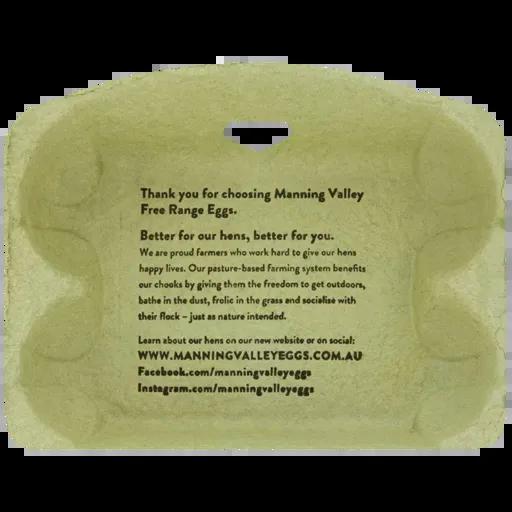 Thank you for choosing Manning Valley
Free Range Eggs.
Better for our hens, better for you.
We are proud farmers who work hard to give our hens
happy lives. Our pasture-based farming system benefits
our chooks by giving them the freedom to get outdoors,
bathe in the dust, frolic in the grass and socialise with
their flock – just as nature intended.
Learn about our hens on our new website or on social:
WWW.MANNINGVALLEYEGGS.COM.AU
Facebook.com/manningvalleyeggs
Instagram.com/manningvalleyeggs